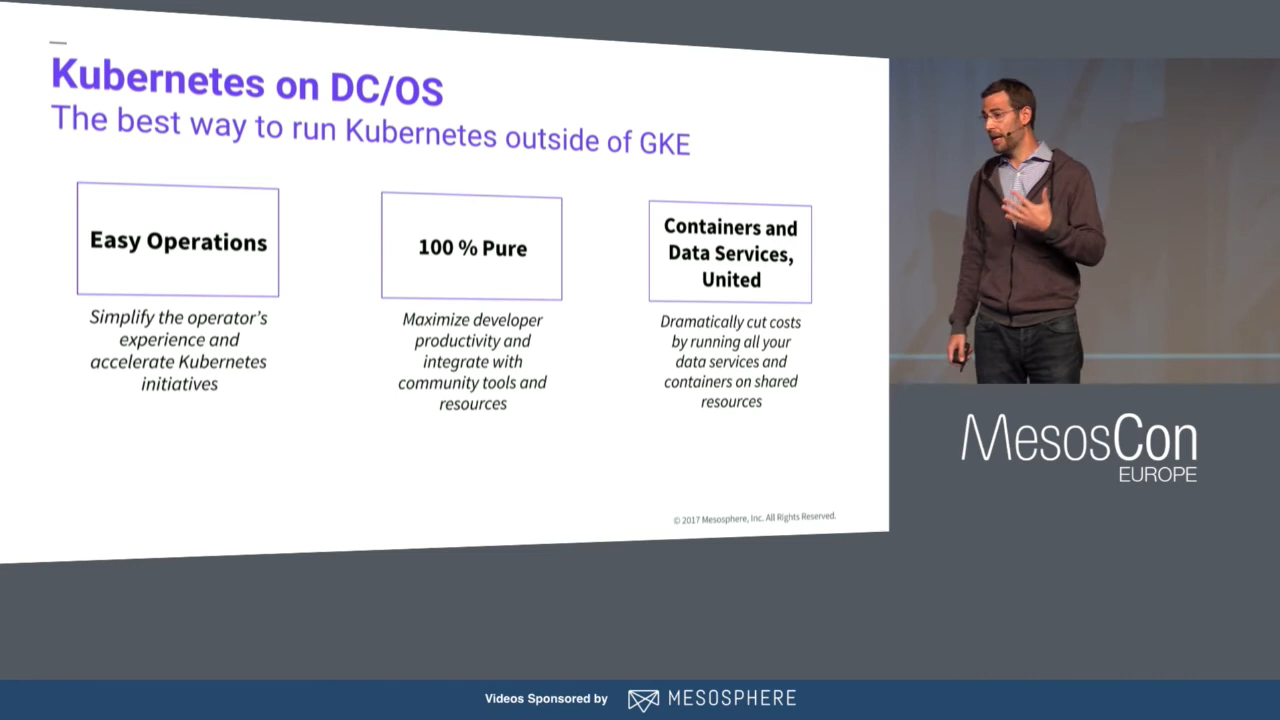 Kubernetes on DC/OS
The best way to run Kubernetes outside of GKE
Easy Operations
Simplify the operator's
experience and
accelerate Kubernetes
initiatives
100 % Pure
Maximize developer
productivity and
integrate with
community tools and
resources
Containers and
Data Services,
United
Dramatically cut costs
by running all your
data services and
containers on shared
resources
© 2017 Mesosphere, Inc. All Rights Reserved.
MesosCon
EUROPE
Videos Sponsored by MESOSPHERE